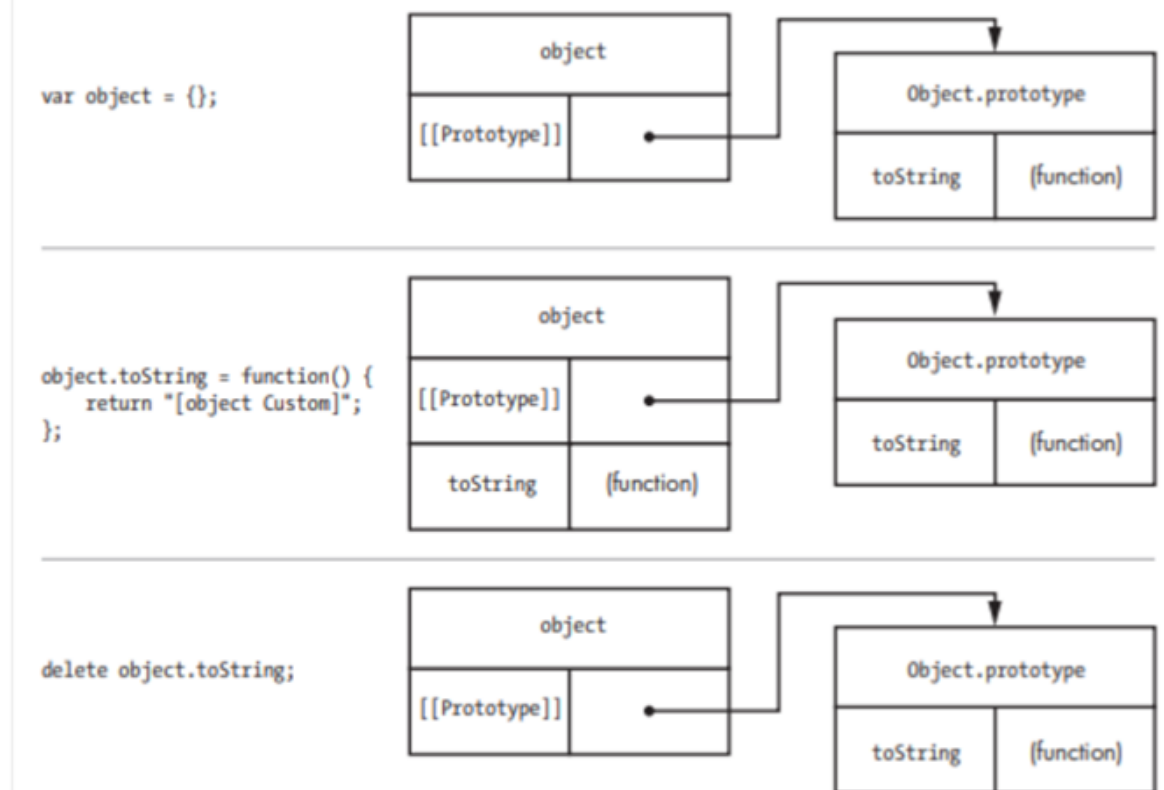 var object = {};
object
[[Prototype]]
Object.prototype
toString (function)
object.toString = function() {
    return "[object Custom]";
};
object
[[Prototype]]
toString (function)
Object.prototype
toString (function)
delete object.toString;
object
[[Prototype]]
Object.prototype
toString (function)